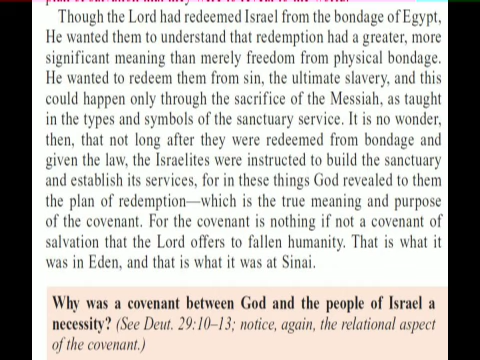 Though the Lord had redeemed Israel from the bondage of Egypt,
He wanted them to understand that redemption had a greater, more
significant meaning than merely freedom from physical bondage.
He wanted to redeem them from sin, the ultimate slavery, and this
could happen only through the sacrifice of the Messiah, as taught
in the types and symbols of the sanctuary service. It is no wonder,
then, that not long after they were redeemed from bondage and
given the law, the Israelites were instructed to build the sanctuary
and establish its services, for in these things God revealed to them
the plan of redemption—which is the true meaning and purpose
of the covenant. For the covenant is nothing if not a covenant of
salvation that the Lord offers to fallen humanity. That is what it
was in Eden, and that is what it was at Sinai.
Why was a covenant between God and the people of Israel a
necessity? (See Deut. 29:10–13; notice, again, the relational aspect
of the covenant.)